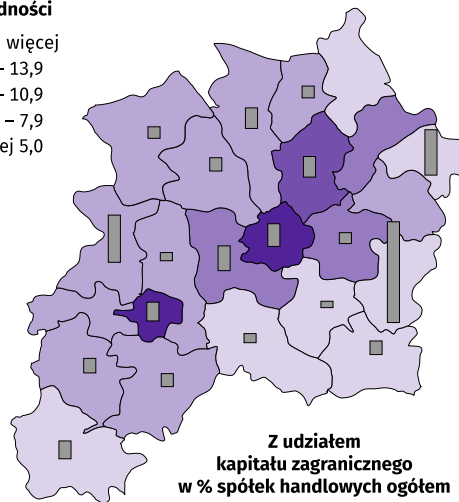 dności
więcej
– 13,9
– 10,9
– 7,9
ej 5,0
Z udziałem
kapitału zagranicznego
w % spółek handlowych ogółem